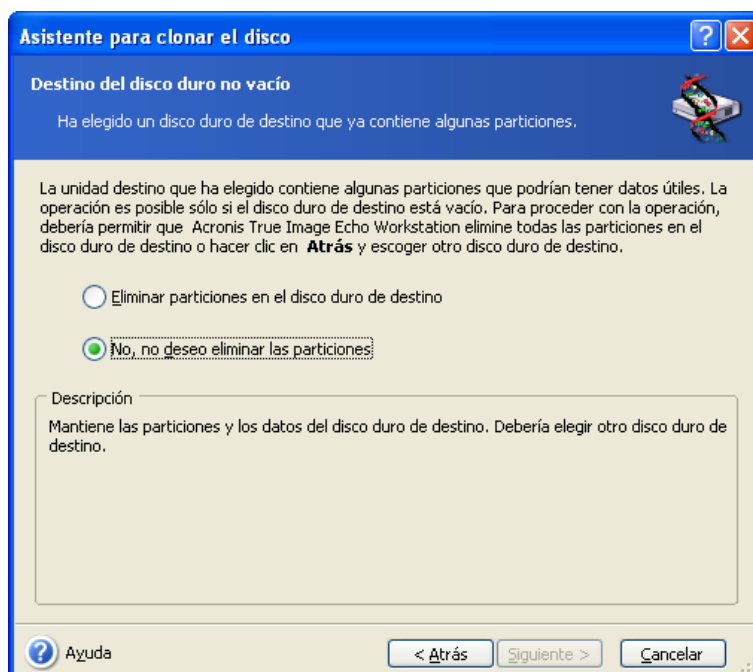 Asistente para clonar el disco
Destino del disco duro no vacío
Ha elegido un disco duro de destino que ya contiene algunas particiones.
La unidad destino que ha elegido contiene algunas particiones que podrían tener datos útiles. La
operación es posible sólo si el disco duro de destino está vacío. Para proceder con la operación,
debería permitir que Acronis True Image Echo Workstation elimine todas las particiones en el
disco duro de destino o hacer clic en Atrás y escoger otro disco duro de destino.
Eliminar particiones en el disco duro de destino
No, no deseo eliminar las particiones
Descripción
Mantiene las particiones y los datos del disco duro de destino. Debería elegir otro disco duro de
destino.
Ayuda
< Atrás
Siguiente >
Cancelar